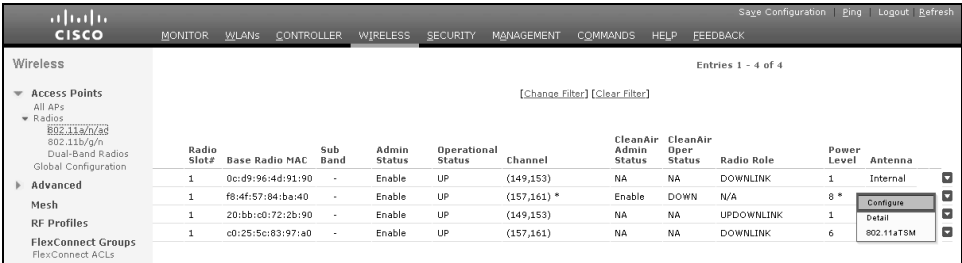 Save Configuration | Ping | Logout | Refresh
CISCO
MONITOR WLANs CONTROLLER WIRELESS SECURITY MANAGEMENT COMMANDS HELP FEEDBACK
Wireless
Access Points
All APs
Radios
802.11a/n/ac
802.11b/g/n
Dual-Band Radios
Global Configuration
Advanced
Mesh
RF Profiles
FlexConnect Groups
FlexConnect ACLs
Entries 1 - 4 of 4
[Change Filter] [Clear Filter]
Radio Slot# Base Radio MAC Sub Band Admin Status Operational Status Channel CleanAir Admin Status CleanAir Oper Status Radio Role Power Level Antenna
1 0c:d9:96:4d:91:90 - Enable UP (149,153) NA NA DOWNLINK 1 Internal
1 f8:4f:57:84:ba:40 - Enable UP (157,161) * Enable DOWN N/A 8 *
1 20:bb:c0:72:2b:90 - Enable UP (149,153) NA NA UPDOWNLINK 1
1 c0:25:5c:83:97:a0 - Enable UP (157,161) NA NA DOWNLINK 6
Configure
Detail
802.11aTSM